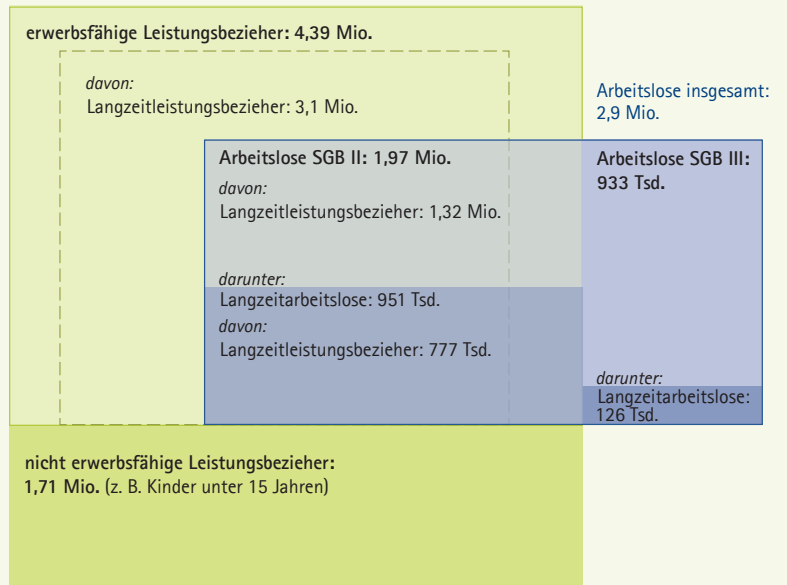 erwerbsfähige Leistungsbezieher: 4,39 Mio.
davon:
Langzeitleistungsbezieher: 3,1 Mio.
Arbeitslose insgesamt:
2,9 Mio.
Arbeitslose SGB II: 1,97 Mio.
davon:
Langzeitleistungsbezieher: 1,32 Mio.
darunter:
Langzeitarbeitslose: 951 Tsd.
davon:
Langzeitleistungsbezieher: 777 Tsd.
Arbeitslose SGB III:
933 Tsd.
darunter:
Langzeitarbeitslose:
126 Tsd.
nicht erwerbsfähige Leistungsbezieher:
1,71 Mio. (z. B. Kinder unter 15 Jahren)